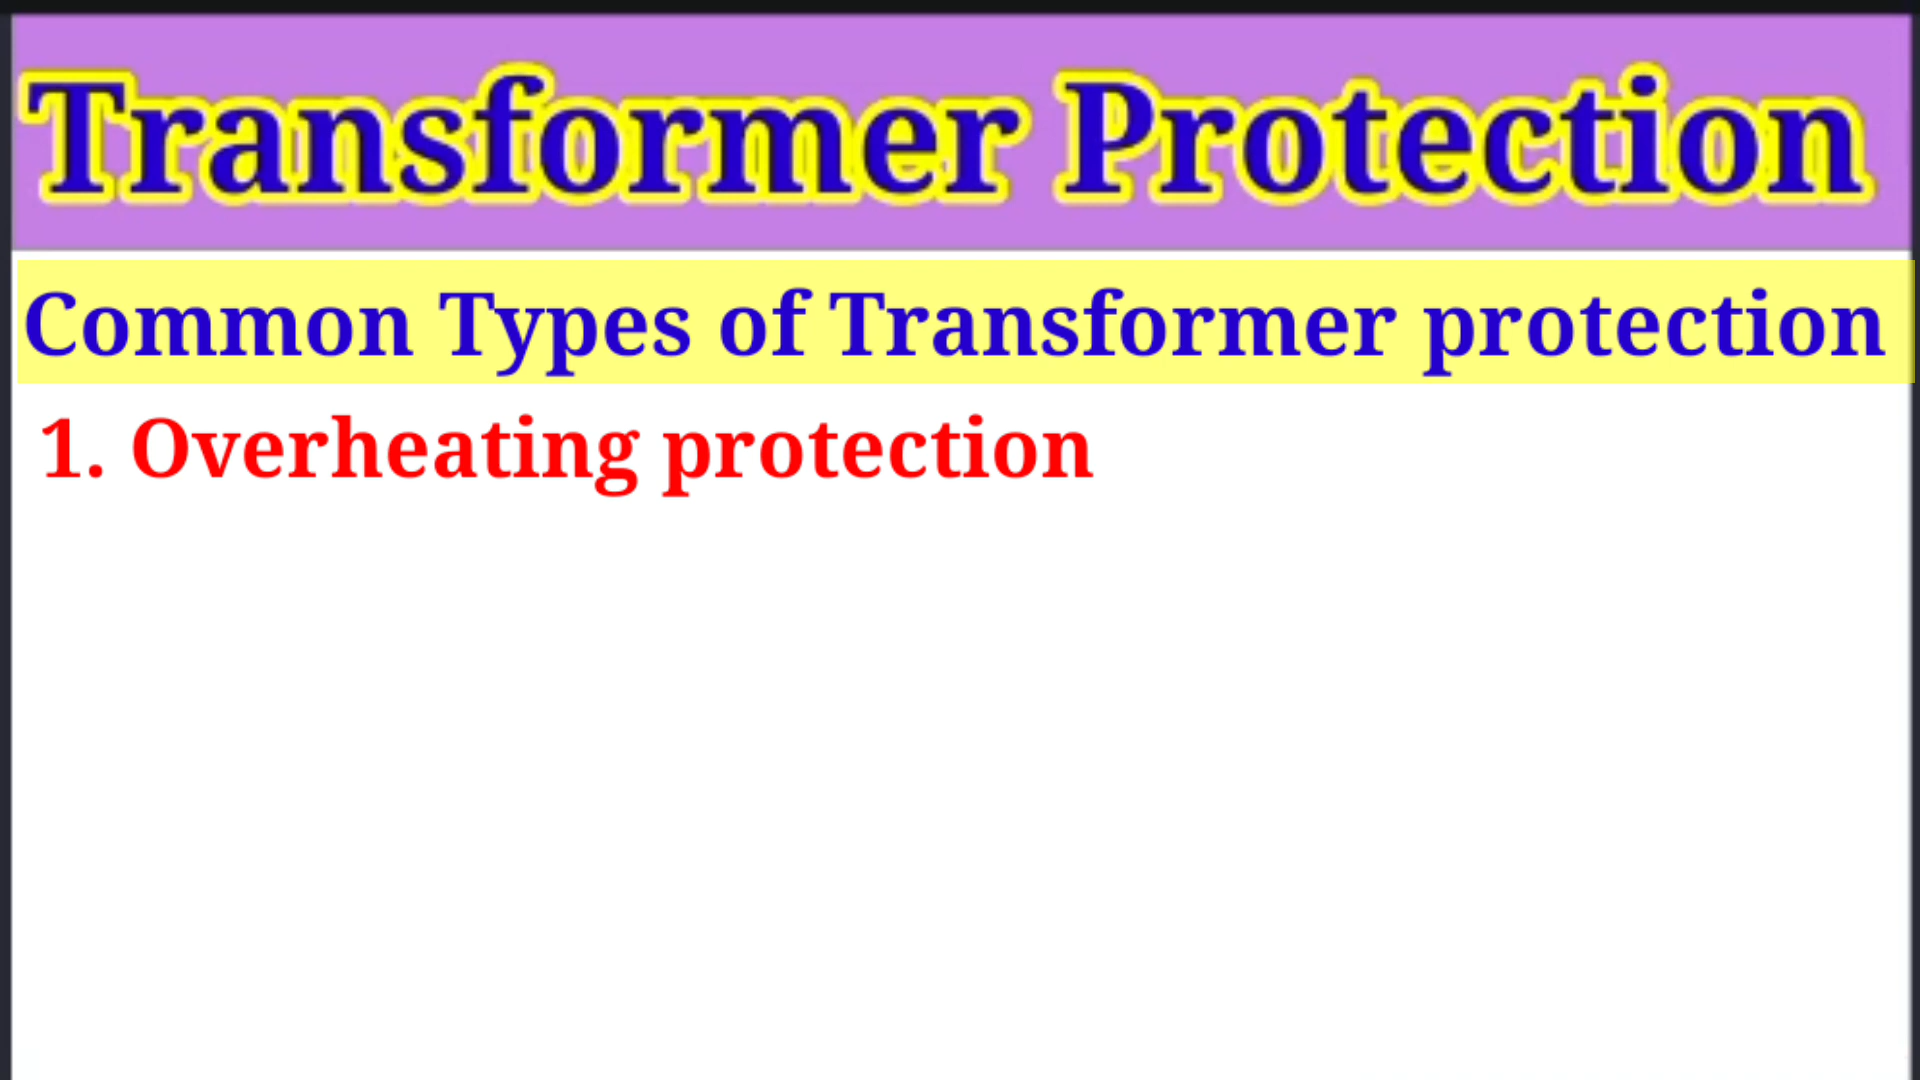 Transformer Protection
Common Types of Transformer protection
1. Overheating protection